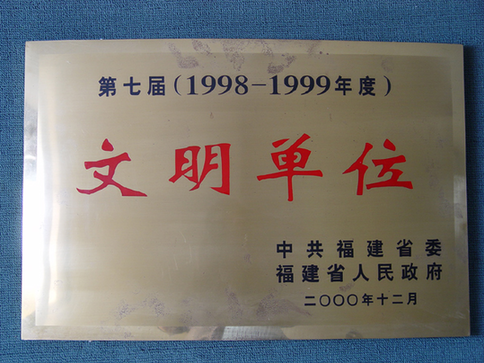 第七届（1998-1999年度）
文明单位
中共福建省委
福建省人民政府
二〇〇〇年十二月